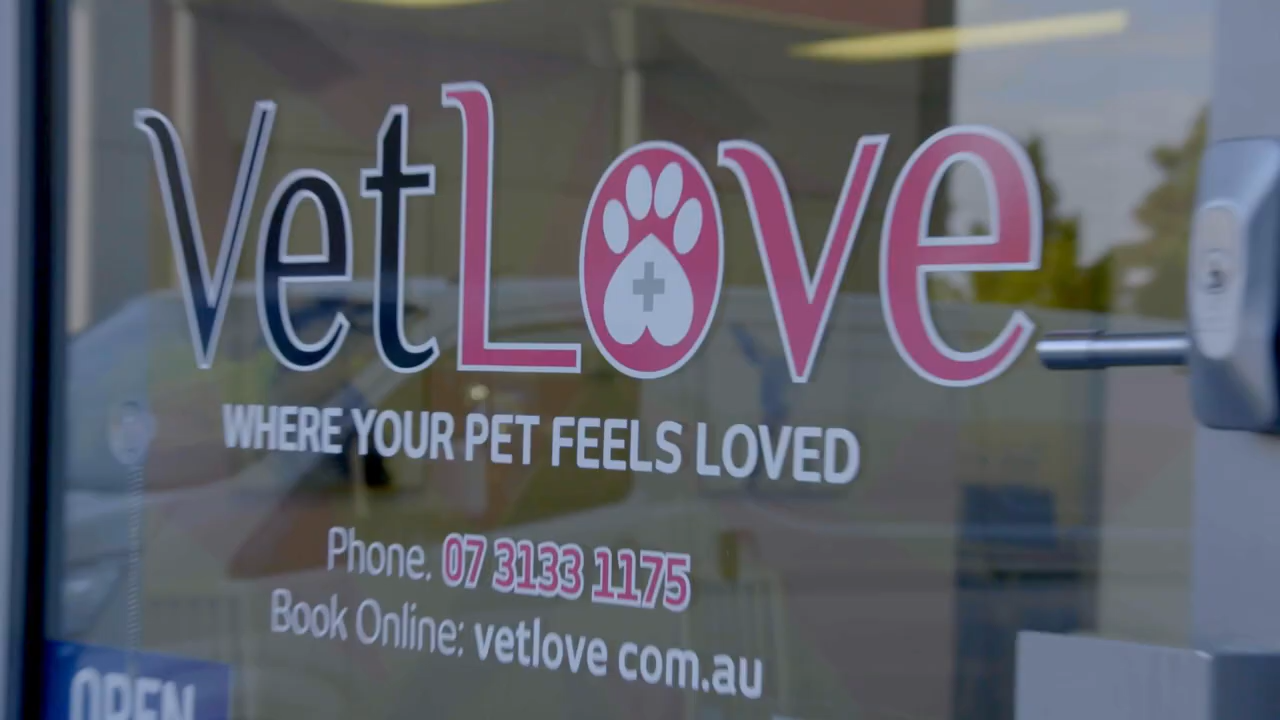 VetLove
WHERE YOUR PET FEELS LOVED
Phone. 07 3133 1175
Book Online: vetlove com.au
OPEN